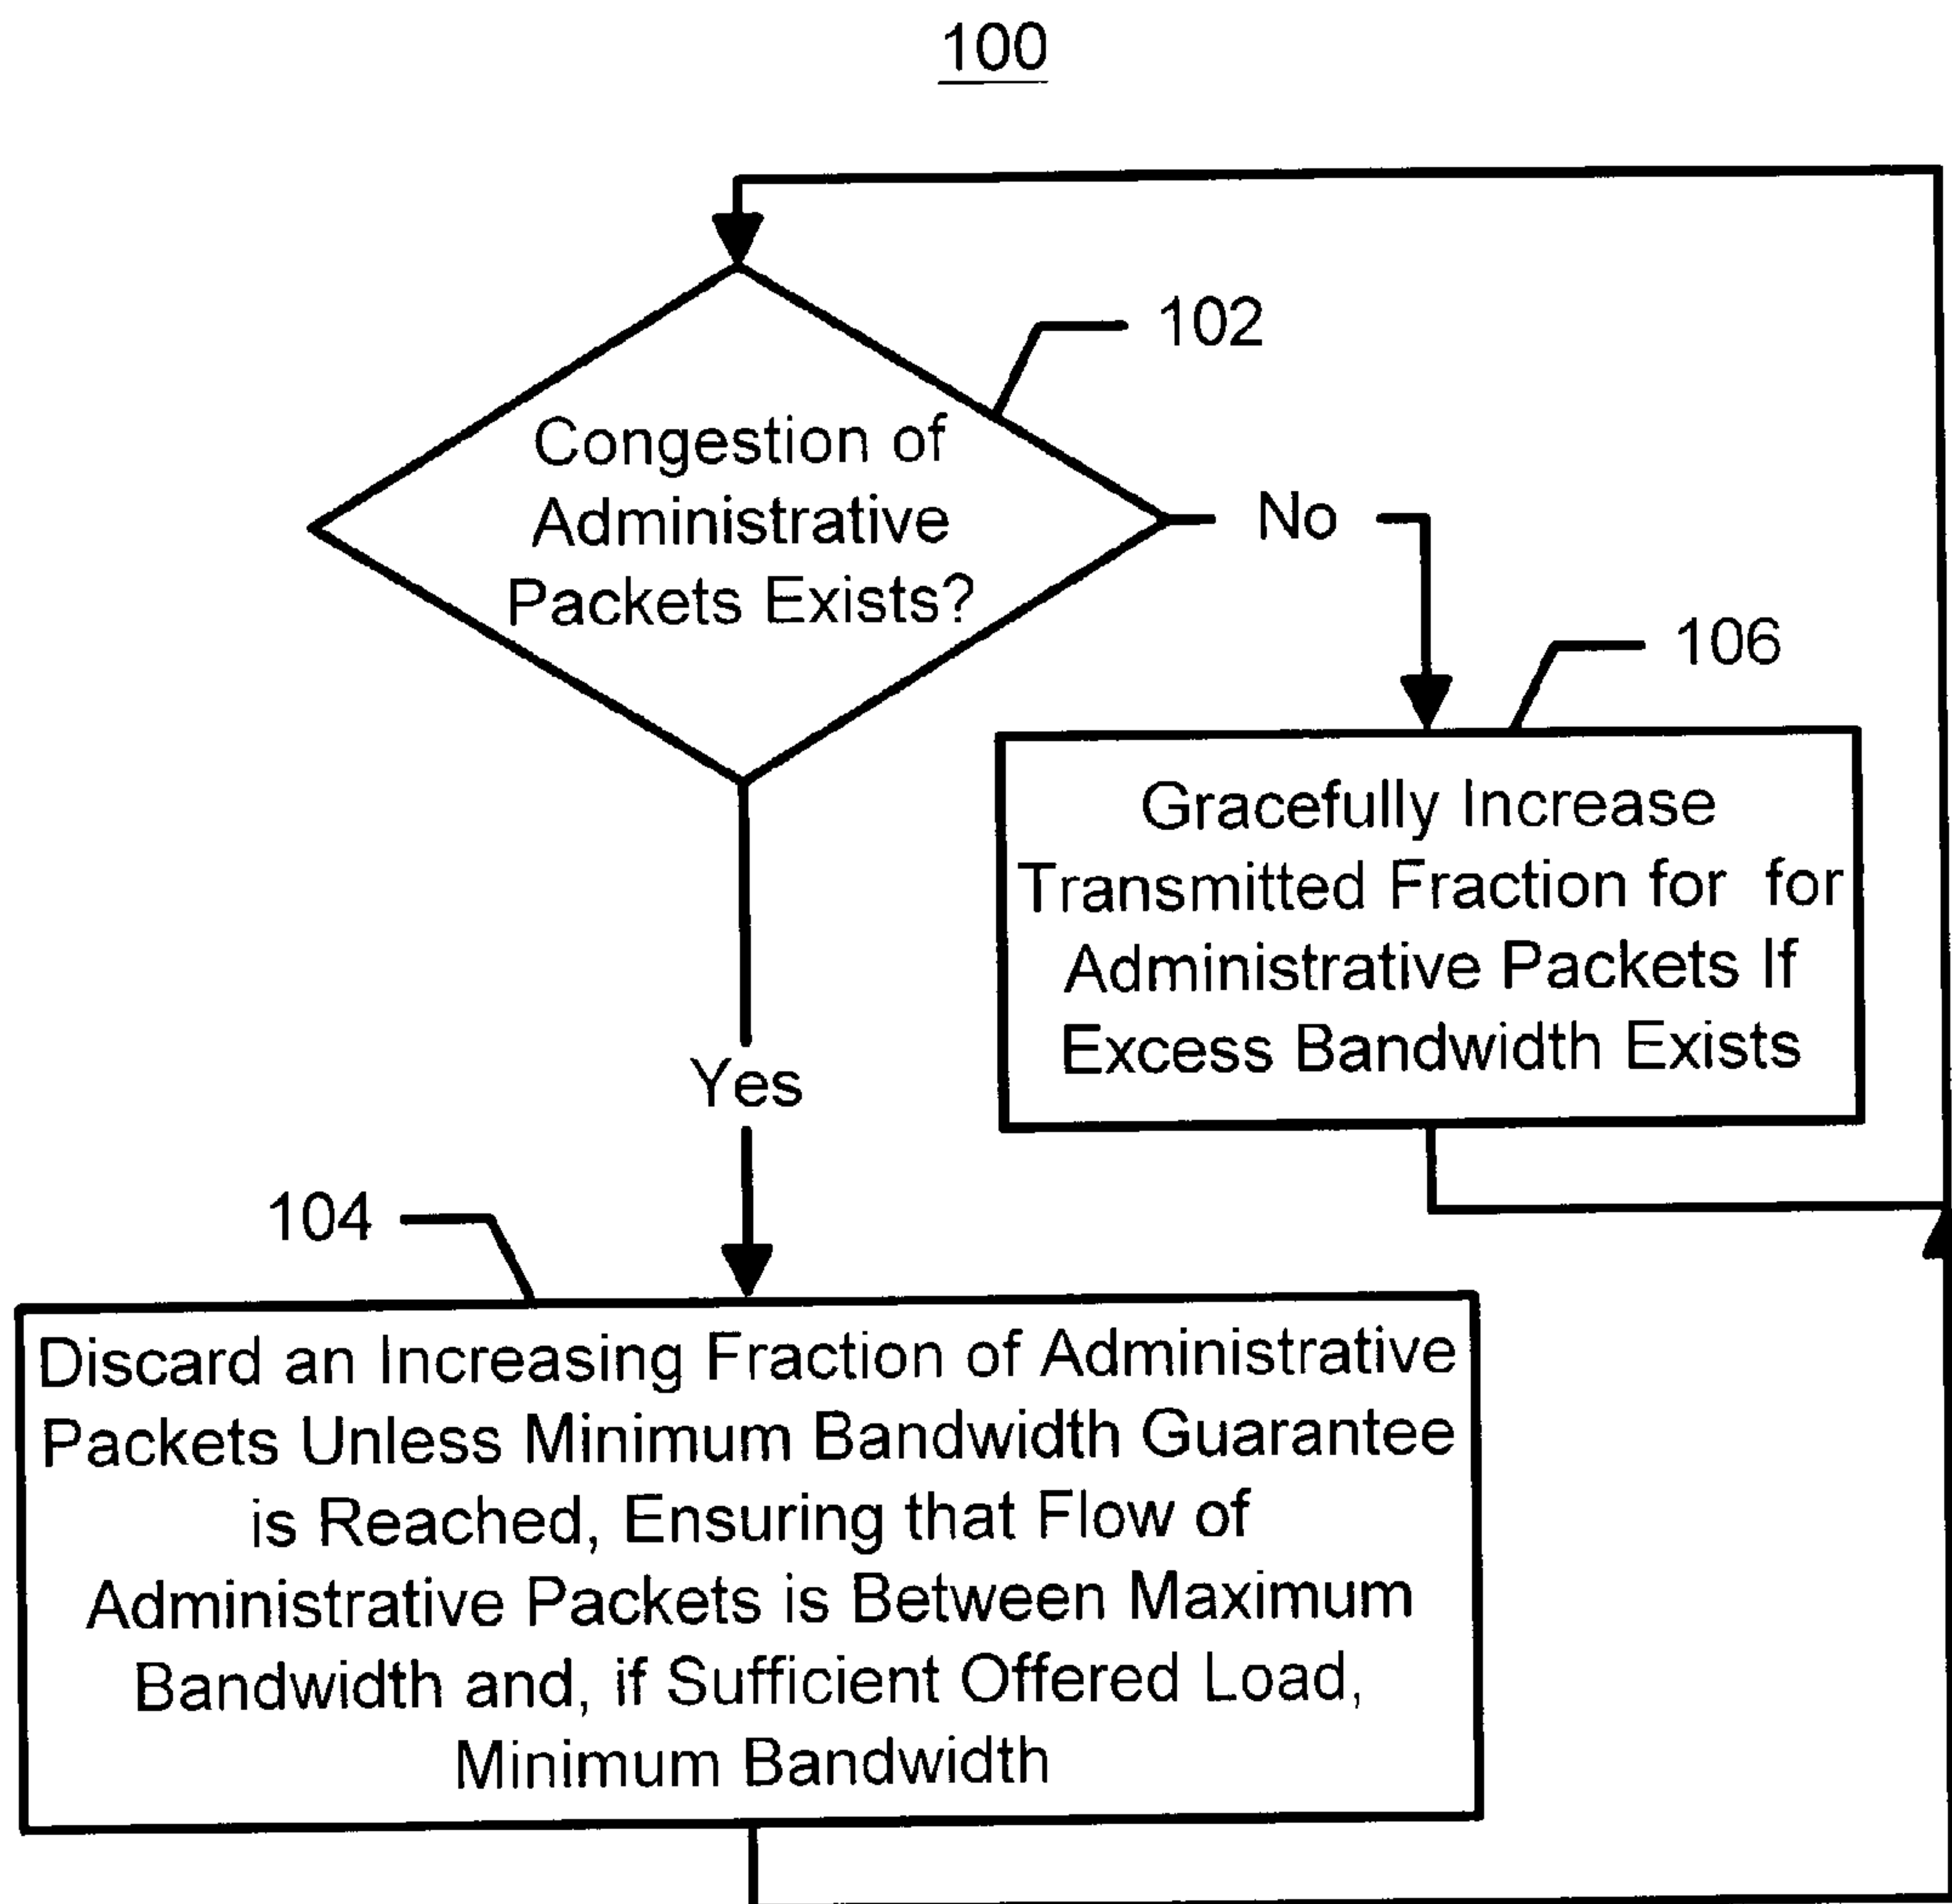 100
102
Congestion of
Administrative
Packets Exists?
No
106
Gracefully Increase
Transmitted Fraction for for
Administrative Packets If
Excess Bandwidth Exists
Yes
104
Discard an Increasing Fraction of Administrative
Packets Unless Minimum Bandwidth Guarantee
is Reached, Ensuring that Flow of
Administrative Packets is Between Maximum
Bandwidth and, if Sufficient Offered Load,
Minimum Bandwidth